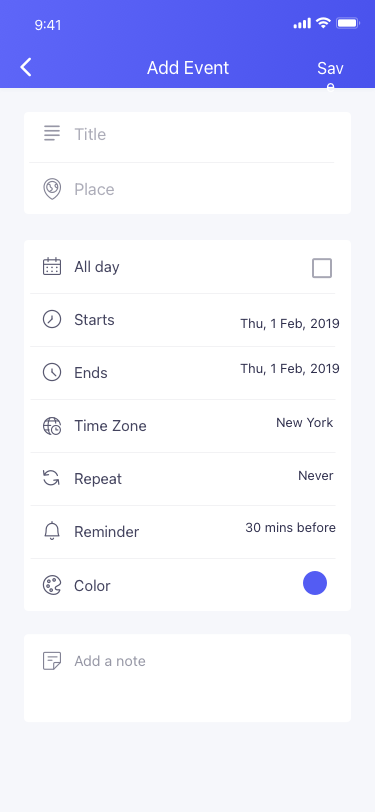 9:41
Add Event
Sav
e
Title
Place
All day
Starts
Thu, 1 Feb, 2019
Ends
Thu, 1 Feb, 2019
Time Zone
New York
Repeat
Never
Reminder
30 mins before
Color
Add a note